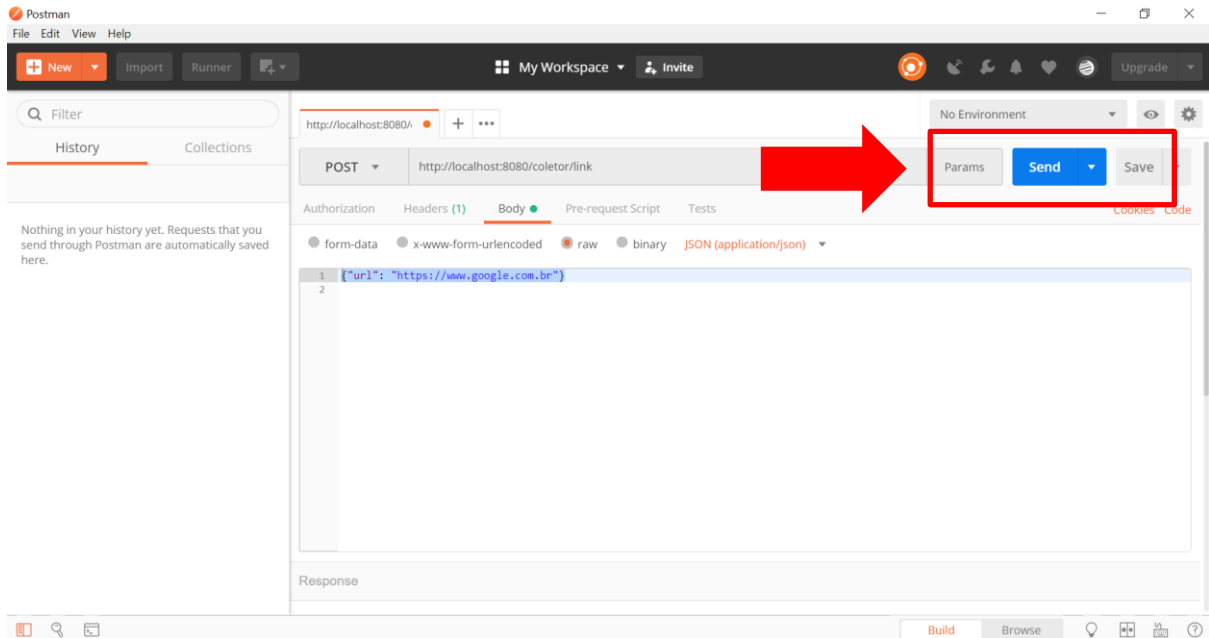 Postman
File Edit View Help
New Import Runner My Workspace Invite Upgrade
Filter
History Collections
Nothing in your history yet. Requests that you
send through Postman are automatically saved
here.
http://localhost:8080/ No Environment
POST http://localhost:8080/coletor/link Params Send Save
Authorization Headers (1) Body Pre-request Script Tests Cookies Code
form-data x-www-form-urlencoded raw binary JSON (application/json)
1 {"url": "https://www.google.com.br"}
2
Response
Build Browse